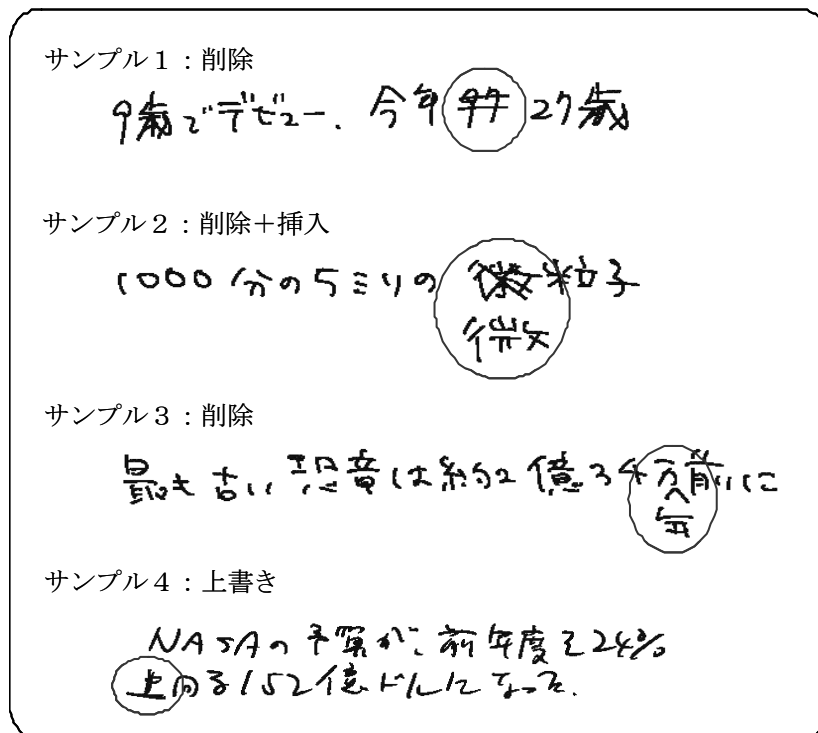 サンプル1:削除
9歳でデビュー、今年27歳
サンプル2:削除+挿入
1000分の5ミリの粒子
微
サンプル3:削除
最も古い恐竜は約2億34万前に
年
サンプル4:上書き
NASAの予算が、前年度を24%
上回る152億ドルになった.